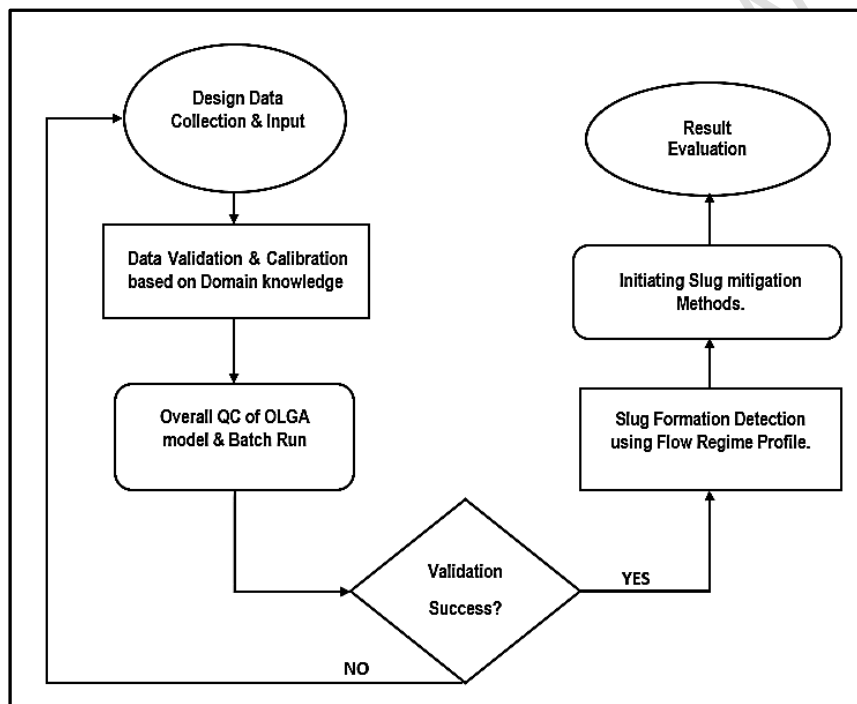 Design Data
Collection & Input
Data Validation & Calibration
based on Domain knowledge
Overall QC of OLGA
model & Batch Run
Validation
Success?
NO
YES
Slug Formation Detection
using Flow Regime Profile.
Initiating Slug mitigation
Methods.
Result
Evaluation